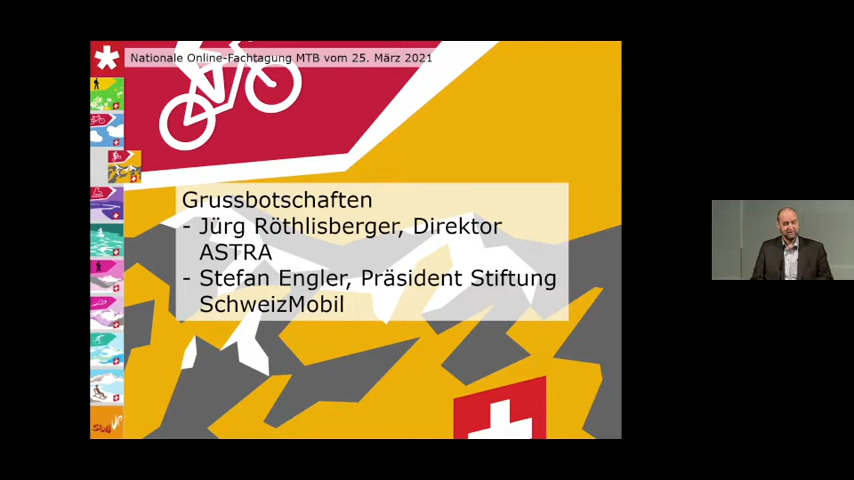 Nationale Online-Fachtagung MTB vom 25. März 2021
Grussbotschaften
- Jürg Röthlisberger, Direktor
ASTRA
- Stefan Engler, Präsident Stiftung
SchweizMobil